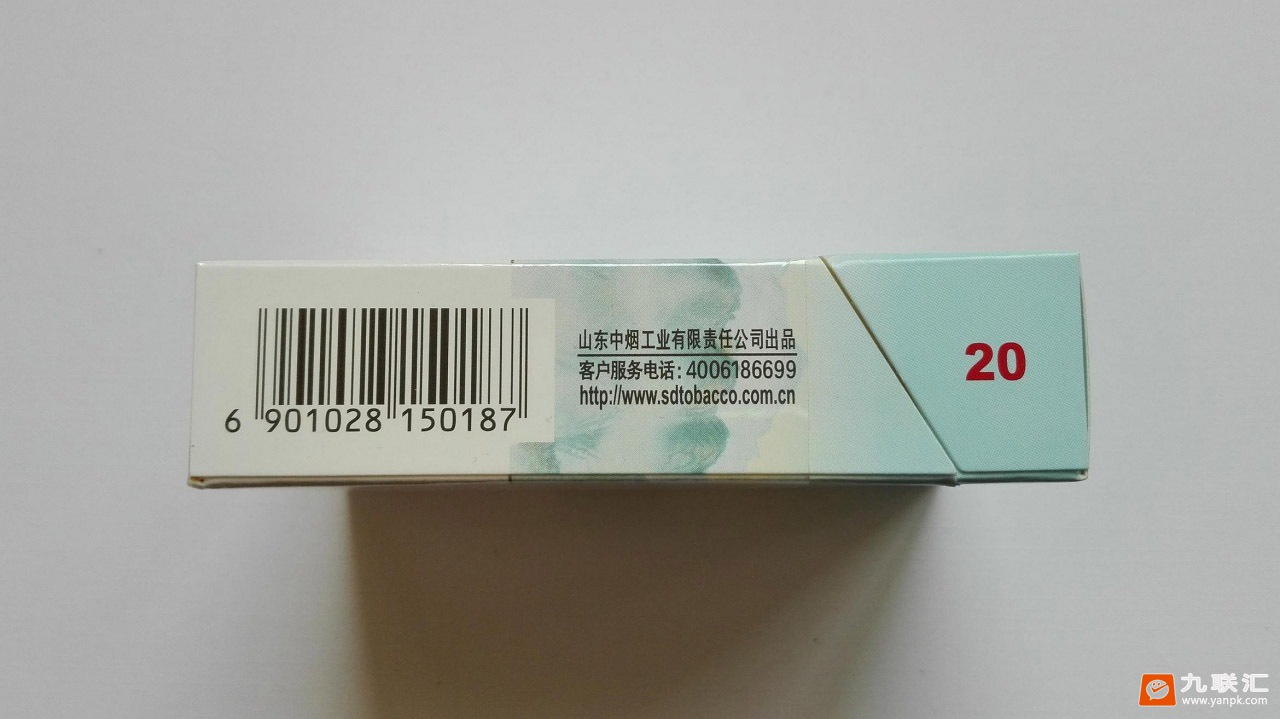 6 901028 150187
山东中烟工业有限责任公司出品
客户服务电话:4006186699
http://www.sdtobacco.com.cn
20
九联汇
www.yanpk.com